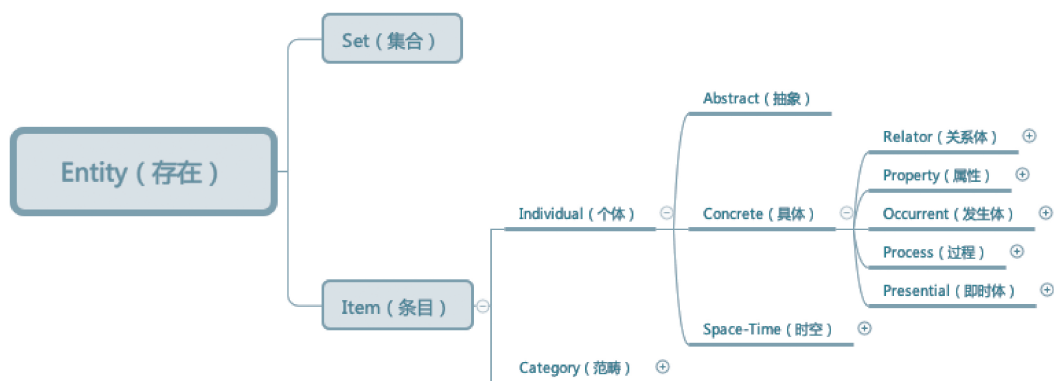 Entity（存在）
Set（集合）
Item（条目）
Individual（个体）
Abstract（抽象）
Concrete（具体）
Relator（关系体）
Property（属性）
Occurrent（发生体）
Process（过程）
Presential（即时体）
Space-Time（时空）
Category（范畴）